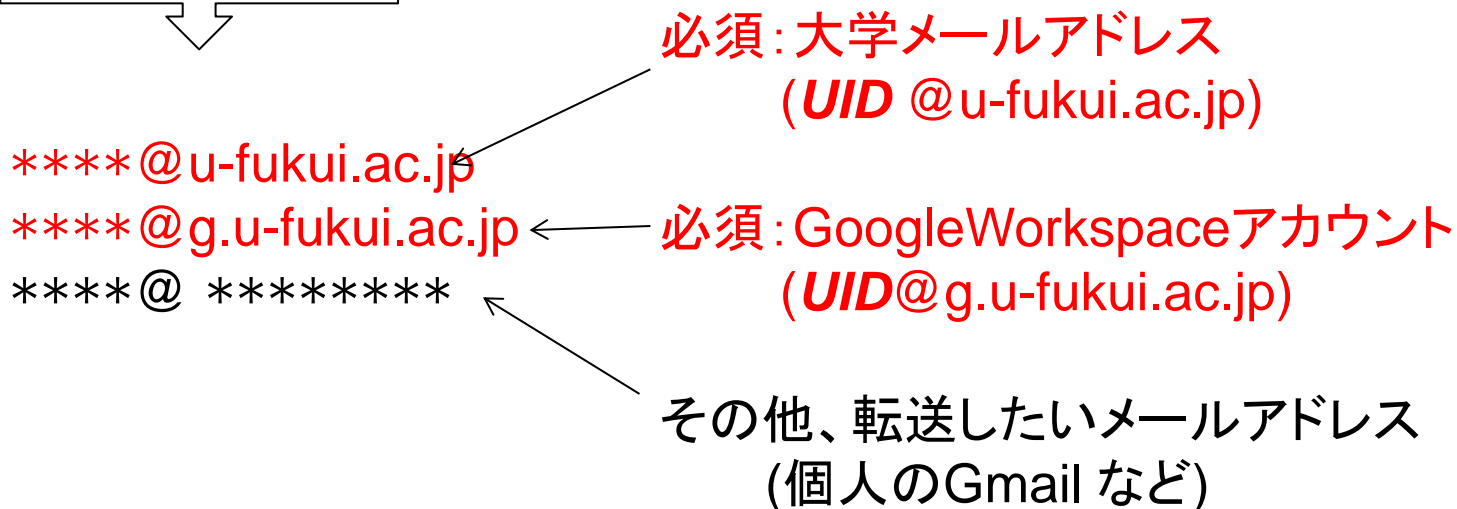 必須：大学メールアドレス
(UID @u-fukui.ac.jp)
****@u-fukui.ac.jp
****@g.u-fukui.ac.jp
必須：GoogleWorkspaceアカウント
(UID@g.u-fukui.ac.jp)
****@ ********
その他、転送したいメールアドレス
(個人のGmail など)